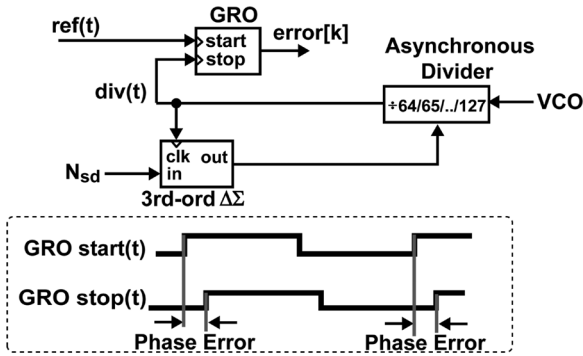 GRO
ref(t)
start
stop
error[k]
Asynchronous
Divider
div(t)
÷64/65/../127
VCO
clk out
in
Nsd
3rd-ord ΔΣ
GRO start(t)
GRO stop(t)
Phase Error
Phase Error